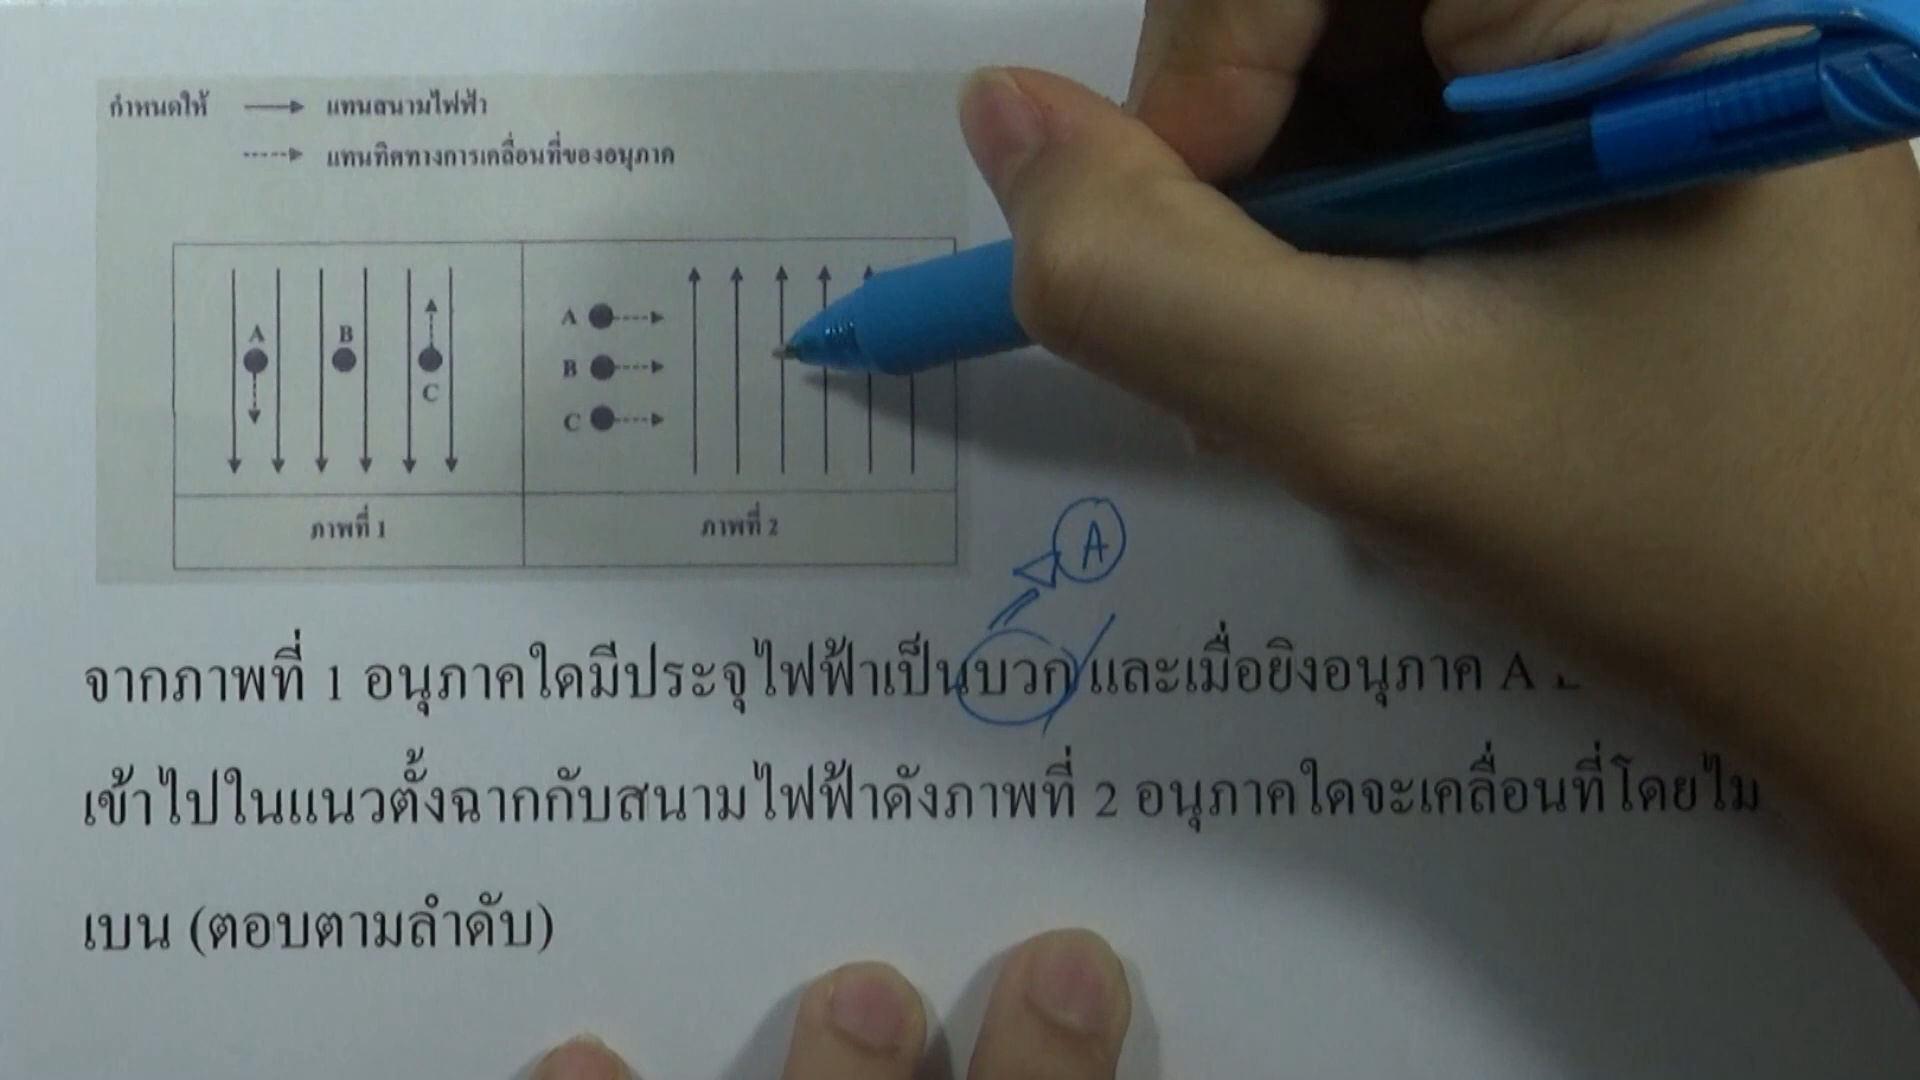 กำหนดให้ แทนสนามไฟฟ้า
แทนทิศทางการเคลื่อนที่ของอนุภาค
A B C
A
B
C
ภาพที่ 1 ภาพที่ 2
A
จากภาพที่ 1 อนุภาคใดมีประจุไฟฟ้าเป็นบวก และเมื่อยิงอนุภาค A
เข้าไปในแนวตั้งฉากกับสนามไฟฟ้าดังภาพที่ 2 อนุภาคใดจะเคลื่อนที่โดยไม
เบน (ตอบตามลำดับ)